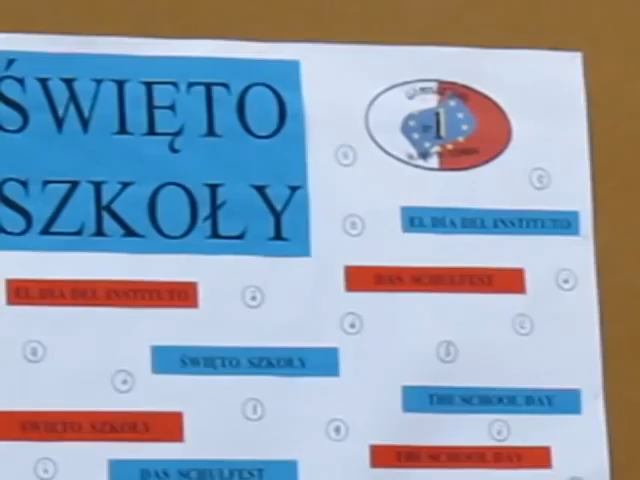 ŚWIĘTO
SZKOŁY
1
EL DÍA DEL INSTITUTO
DAS SCHULFEST
EL DÍA DEL INSTITUTO
ŚWIĘTO SZKOŁY
THE SCHOOL DAY
ŚWIĘTO SZKOŁY
THE SCHOOL DAY
DAS SCHULFEST